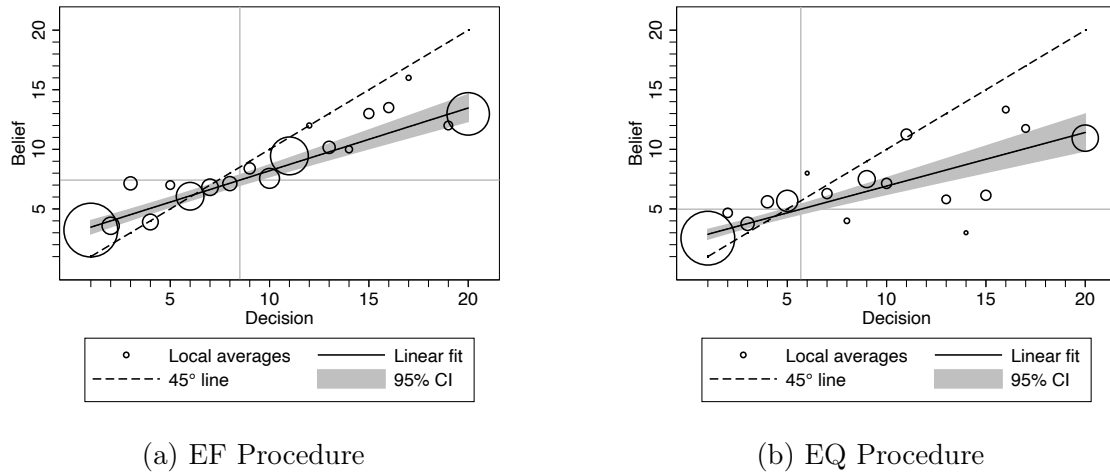 20
15
10
5
Belief
5
10
15
20
Decision
Local averages
Linear fit
45° line
95% CI
(a) EF Procedure
20
15
10
5
Belief
5
10
15
20
Decision
Local averages
Linear fit
45° line
95% CI
(b) EQ Procedure